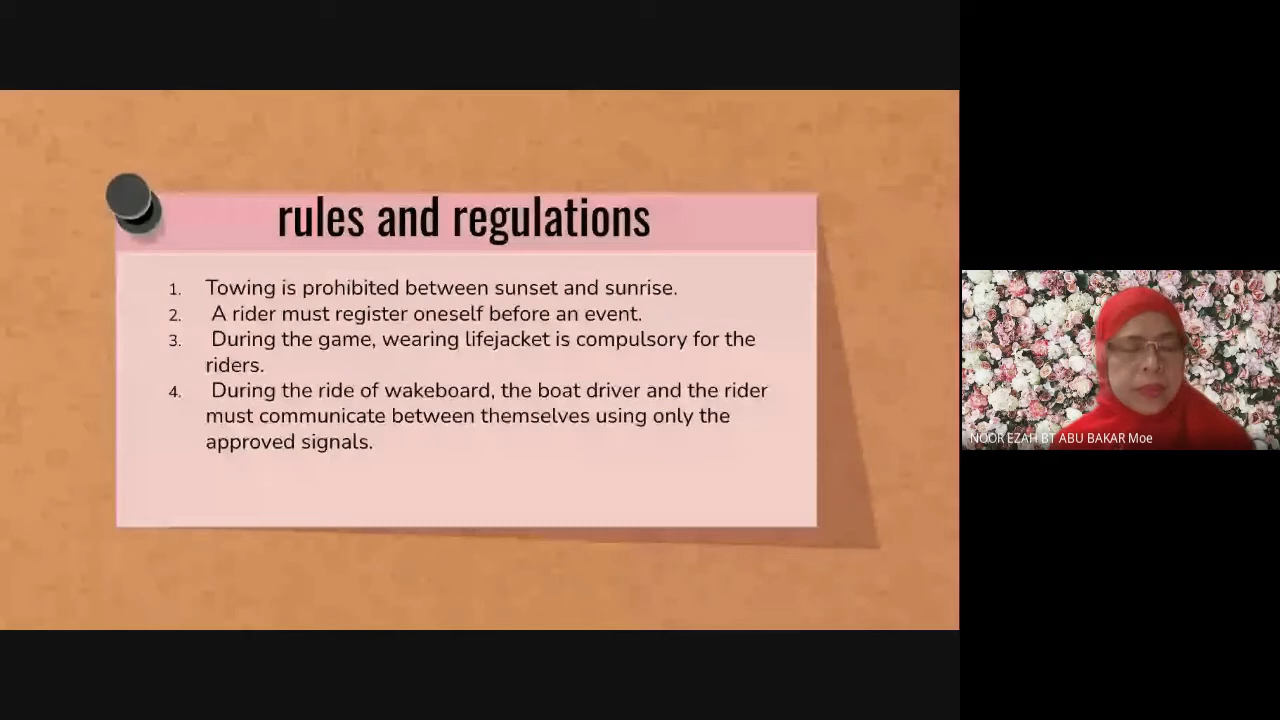 rules and regulations
1. Towing is prohibited between sunset and sunrise.
2. A rider must register oneself before an event.
3. During the game, wearing lifejacket is compulsory for the
riders.
4. During the ride of wakeboard, the boat driver and the rider
must communicate between themselves using only the
approved signals.
NOOR EZAH BT ABU BAKAR Moe